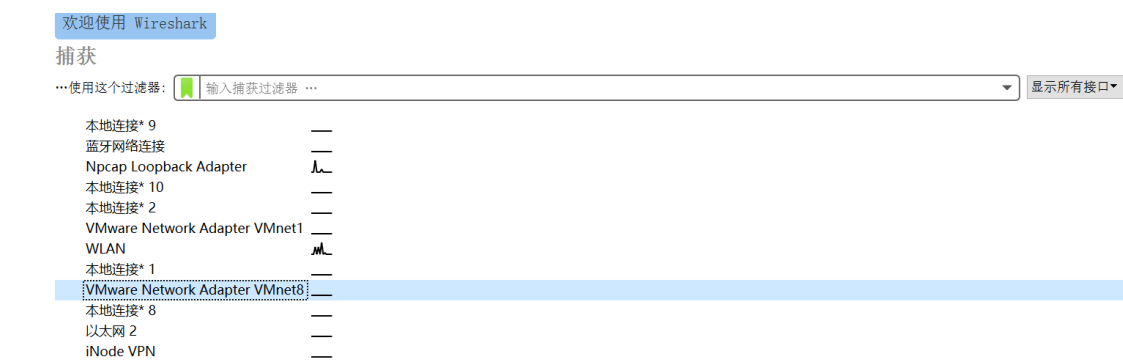 欢迎使用 Wireshark
捕获
…使用这个过滤器: 输入捕获过滤器 … 显示所有接口
本地连接* 9
蓝牙网络连接
Npcap Loopback Adapter
本地连接* 10
本地连接* 2
VMware Network Adapter VMnet1
WLAN
本地连接* 1
VMware Network Adapter VMnet8
本地连接* 8
以太网 2
iNode VPN